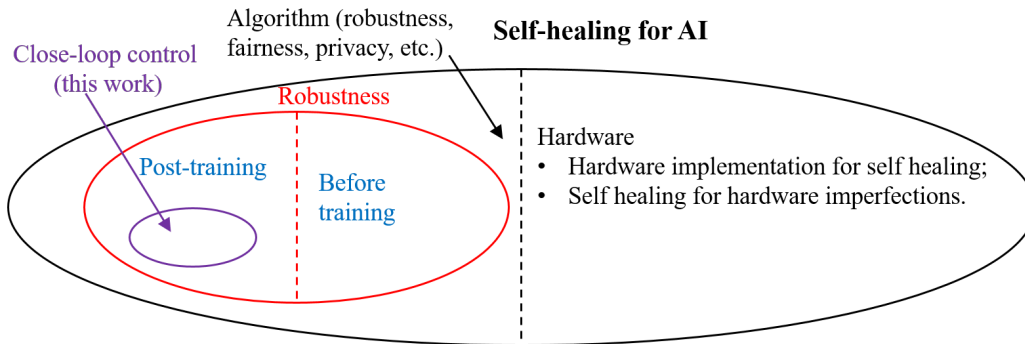 Algorithm (robustness,
fairness, privacy, etc.)
Self-healing for AI
Close-loop control
(this work)
Robustness
Post-training
Before
training
Hardware
• Hardware implementation for self healing;
• Self healing for hardware imperfections.